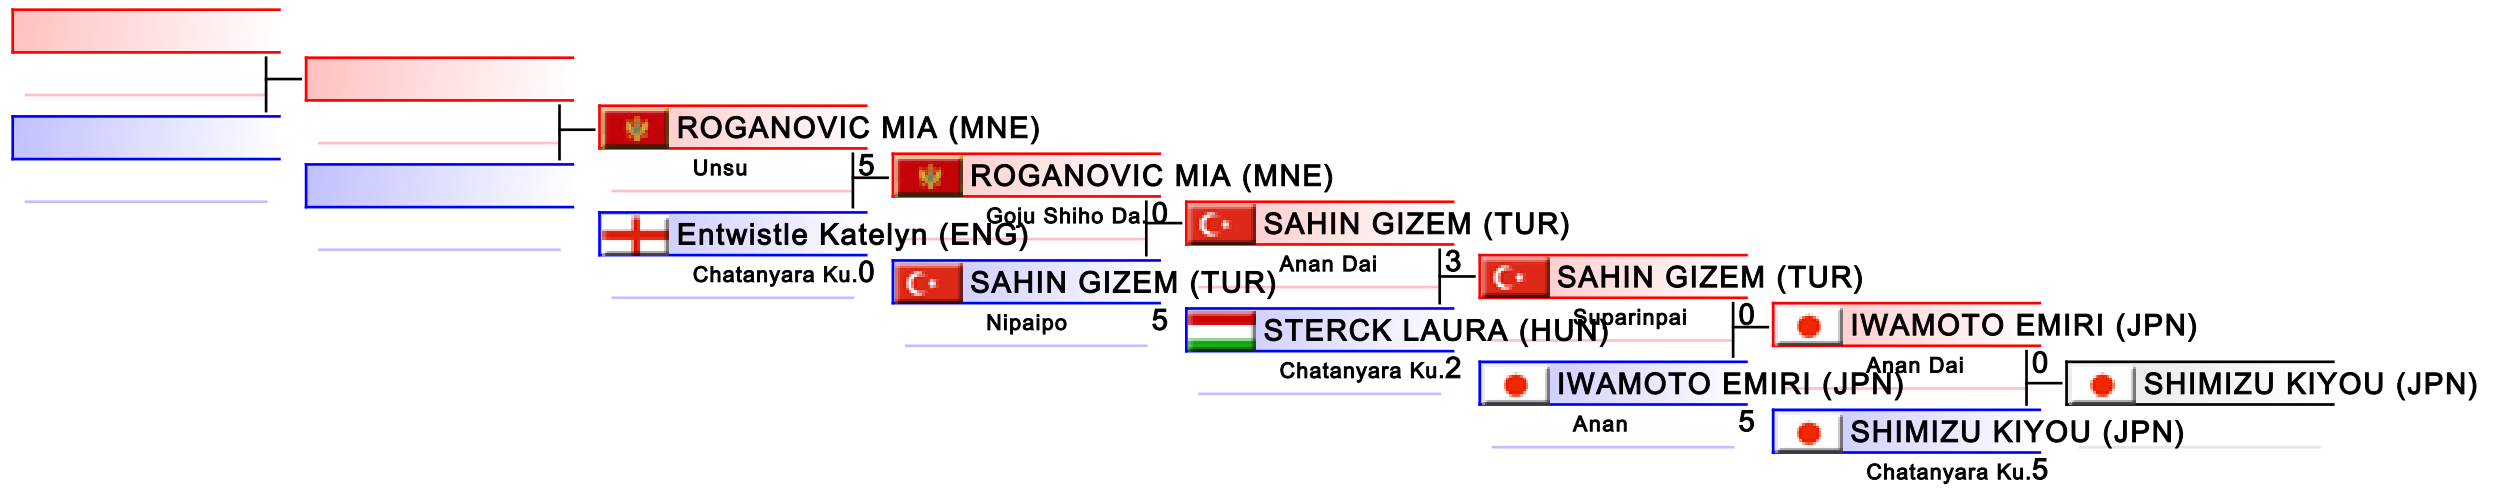 ROGANOVIC MIA (MNE)
Unsu 5
ROGANOVIC MIA (MNE)
Goju Shiho Da. 0
Entwistle Katelyn (ENG)
Chatanyara Ku. 0
SAHIN GIZEM (TUR)
Anan Dai 3
SAHIN GIZEM (TUR)
Nipaipo 5
SAHIN GIZEM (TUR)
Suparinpai 0
STERCK LAURA (HUN)
Chatanyara Ku. 2
IWAMOTO EMIRI (JPN)
Anan Dai 0
IWAMOTO EMIRI (JPN)
Anan 5
SHIMIZU KIYOU (JPN)
SHIMIZU KIYOU (JPN)
Chatanyara Ku. 5